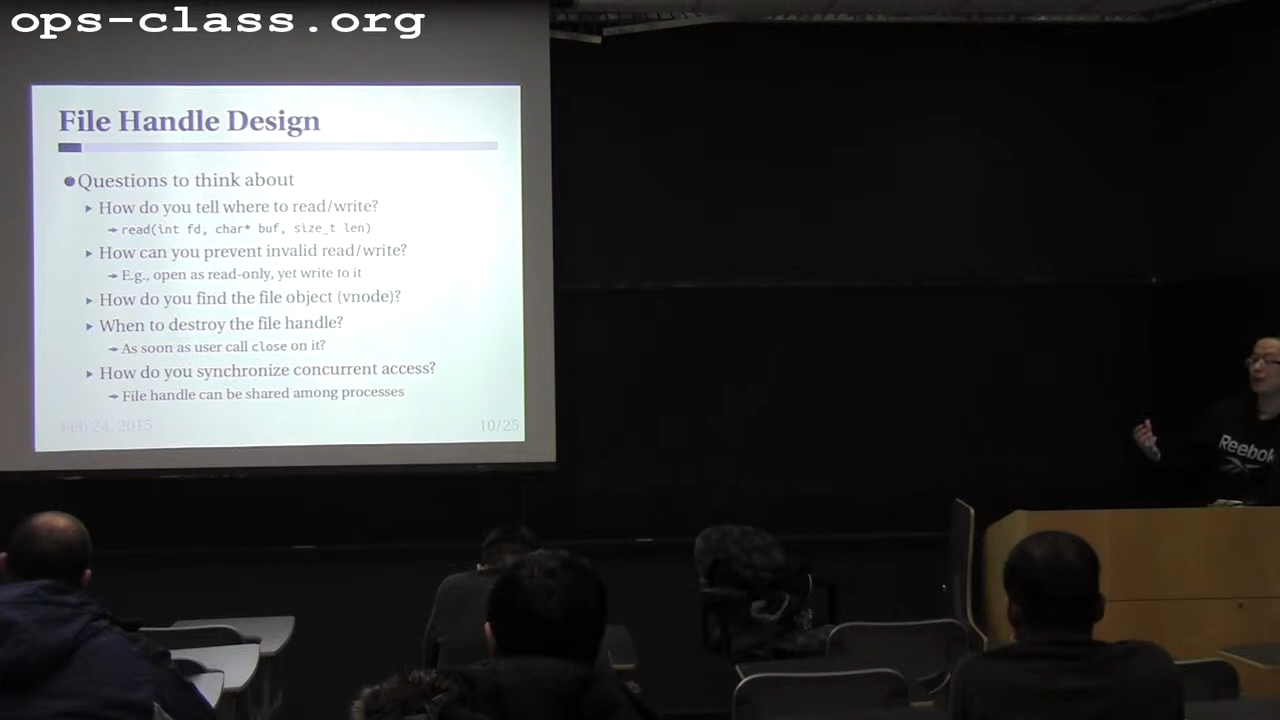 ops-class.org
File Handle Design
Questions to think about
How do you tell where to read/write?
read(int fd, char* buf, size_t len)
How can you prevent invalid read/write?
E.g., open as read-only, yet write to it
How do you find the file object (vnode)?
When to destroy the file handle?
As soon as user call close on it?
How do you synchronize concurrent access?
File handle can be shared among processes
Feb 24, 2015
10/25
Reebok